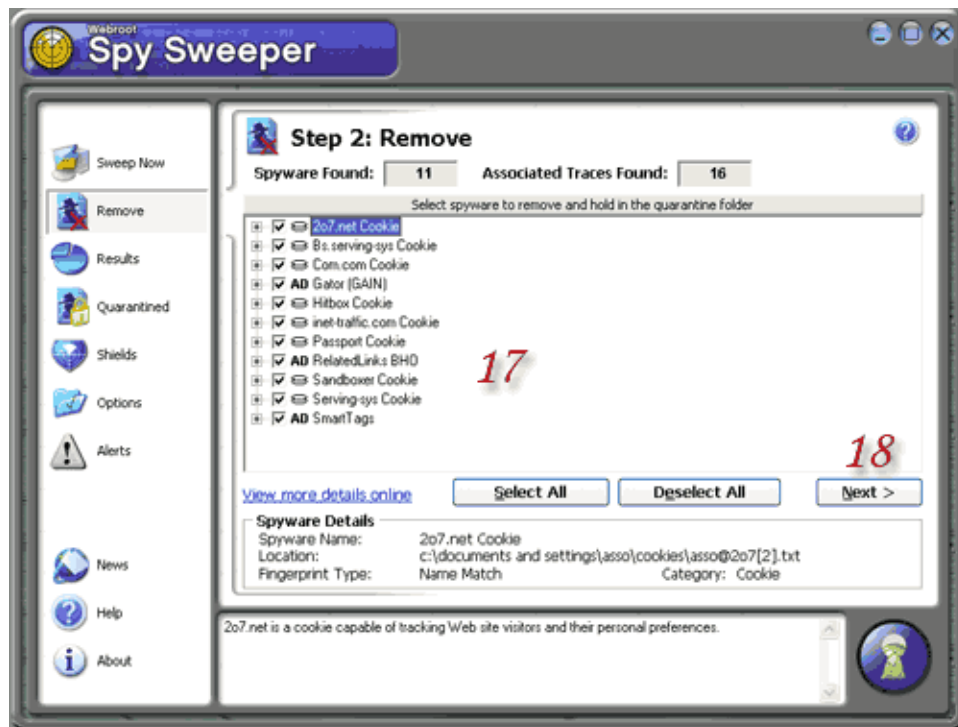 Webroot
Spy Sweeper
Sweep Now
Remove
Results
Quarantined
Shields
Options
Alerts
News
Help
About
Step 2: Remove
Spyware Found: 11 Associated Traces Found: 16
Select spyware to remove and hold in the quarantine folder
2o7.net Cookie
Bs.serving-sys Cookie
Com.com Cookie
AD Gator (GAIN)
Hitbox Cookie
inet-traffic.com Cookie
Passport Cookie
AD RelatedLinks BHO
Sandboxer Cookie
Serving-sys Cookie
AD SmartTags
17
18
View more details online Select All Deselect All Next >
Spyware Details
Spyware Name: 2o7.net Cookie
Location: c:\documents and settings\asso\cookies\asso@2o7[2].txt
Fingerprint Type: Name Match Category: Cookie
2o7.net is a cookie capable of tracking Web site visitors and their personal preferences.